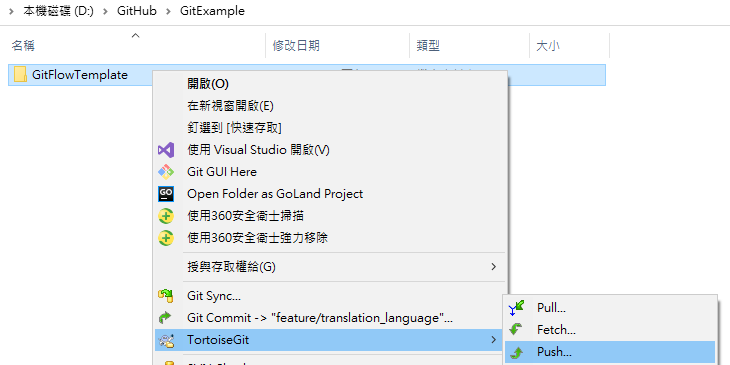 本機磁碟 (D:) > GitHub > GitExample
名稱 修改日期 類型 大小
GitFlowTemplate
開啟(O)
在新視窗開啟(E)
釘選到 [快速存取]
使用 Visual Studio 開啟(V)
Git GUI Here
GO Open Folder as GoLand Project
使用360安全衛士掃描
使用360安全衛士強力移除
授與存取權給(G)
Git Sync...
Git Commit -> "feature/translation_language"...
TortoiseGit
Pull...
Fetch...
Push...